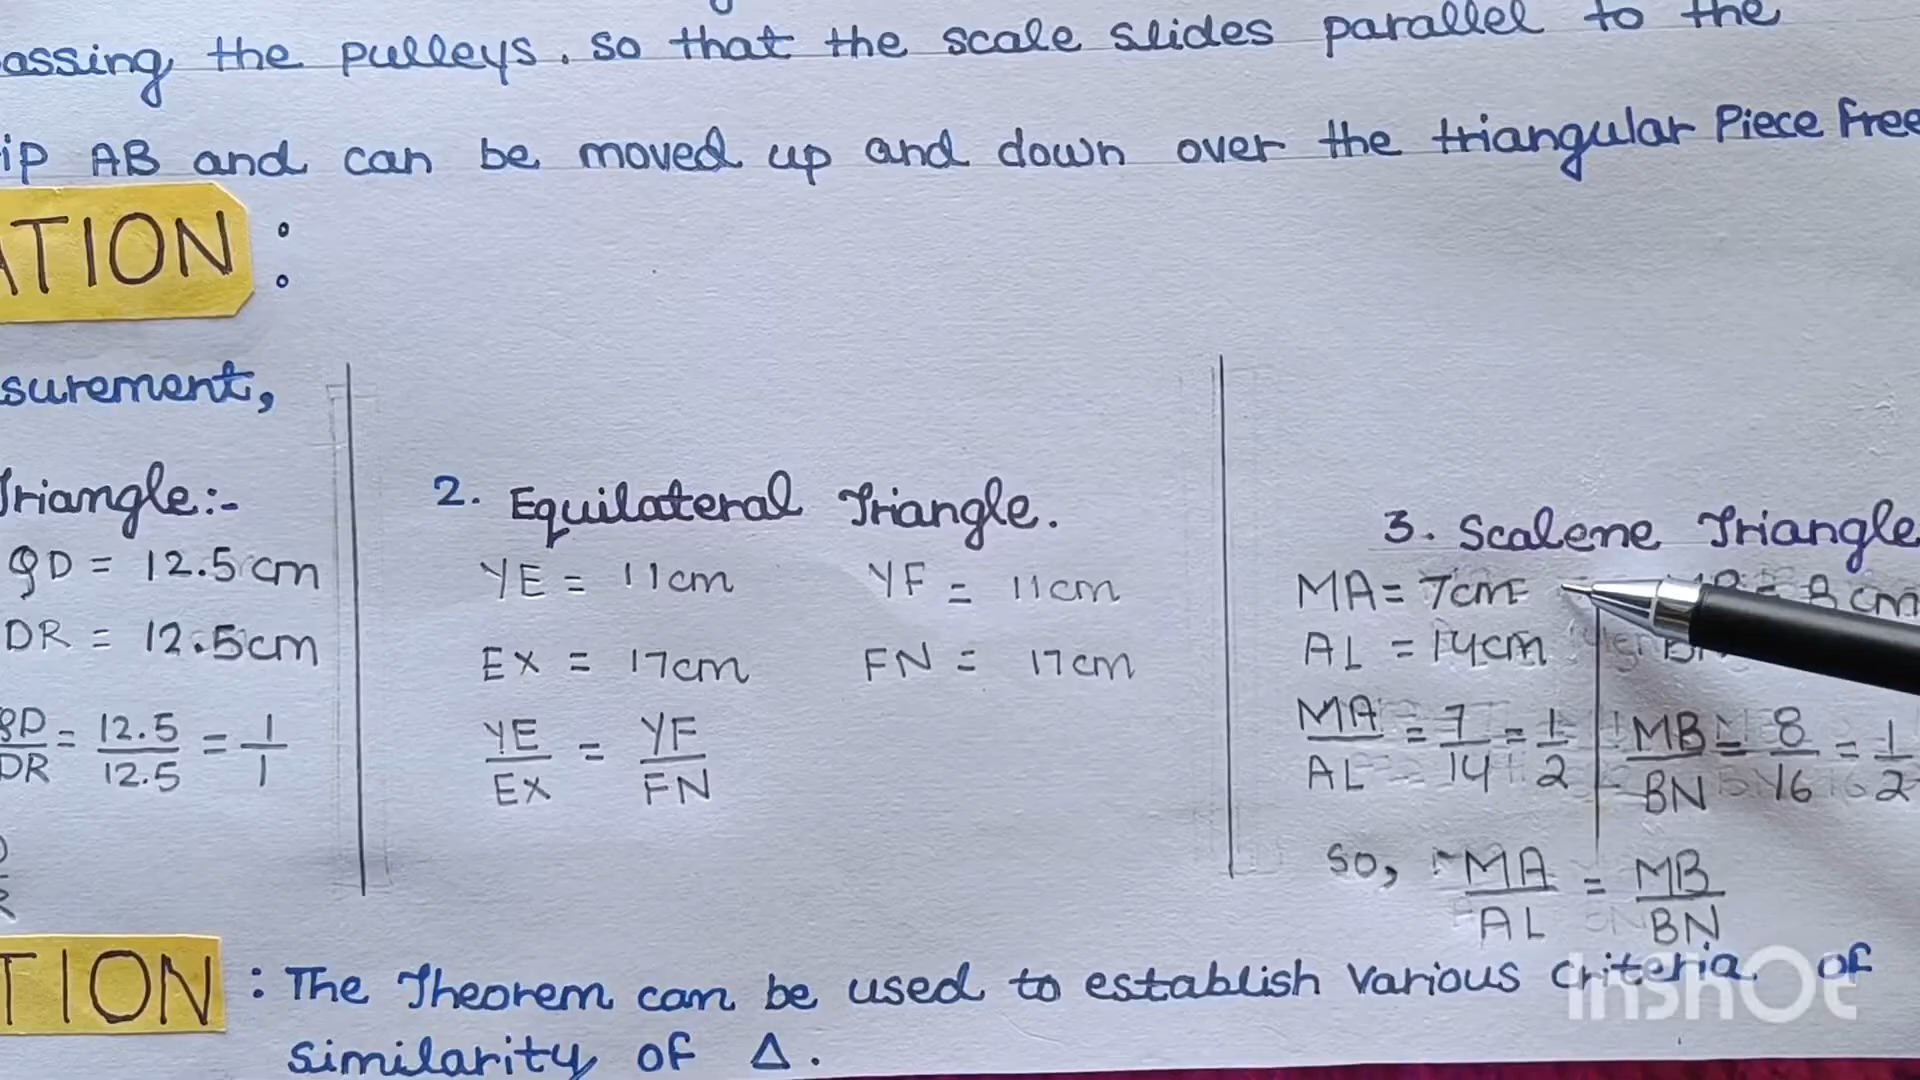 assing the pulleys. so that the scale slides parallel to the
ip AB and can be moved up and down over the triangular Piece Free
ATION :
surement,
Triangle:-
QD = 12.5cm
DR = 12.5cm
QD/DR = 12.5/12.5 = 1/1
2. Equilateral Triangle.
YE = 11cm YF = 11cm
EX = 17cm FN = 17cm
YE/EX = YF/FN
3. Scalene Triangle
MA = 7cm = 8cm
AL = 14cm
MA/AL = 7/14 = 1/2 MB/BN = 8/16 = 1/2
so, MA/AL = MB/BN
TION : The Theorem can be used to establish various criteria of
similarity of Δ.
InShOt